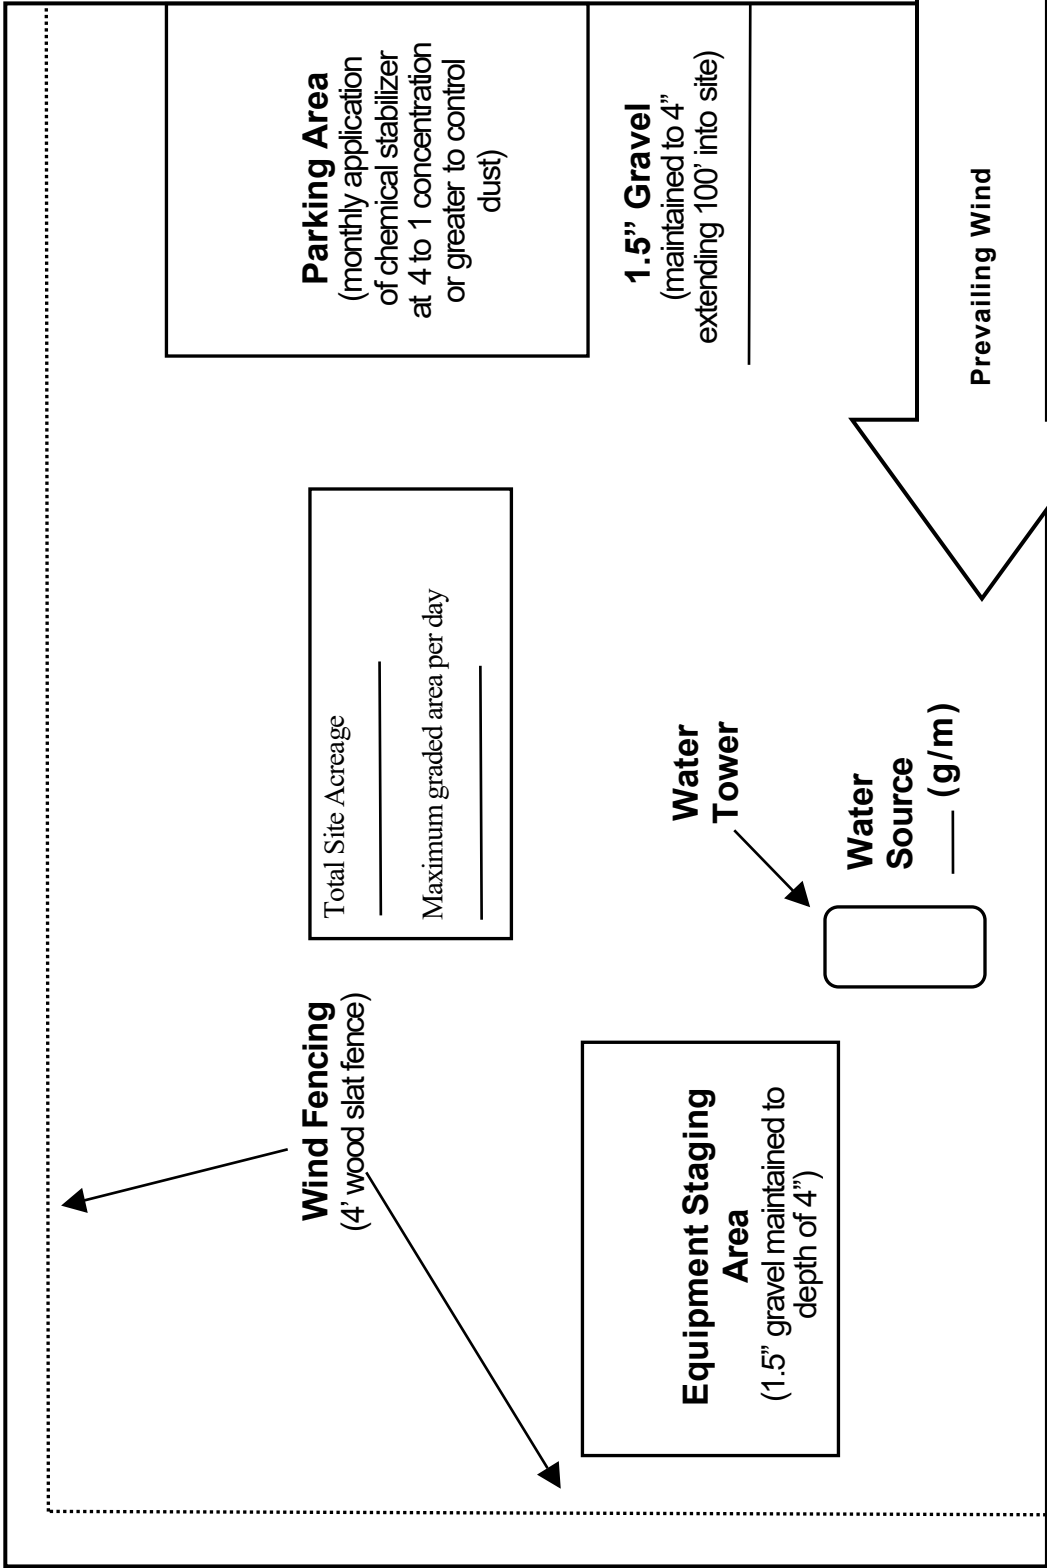 Wind Fencing
(4’ wood slat fence)
Total Site Acreage
Maximum graded area per day
Parking Area
(monthly application
of chemical stabilizer
at 4 to 1 concentration
or greater to control
dust)
1.5” Gravel
(maintained to 4”
extending 100’ into site)
Equipment Staging
Area
(1.5” gravel maintained to
depth of 4”)
Water
Tower
Water
Source
(g/m)
Prevailing Wind